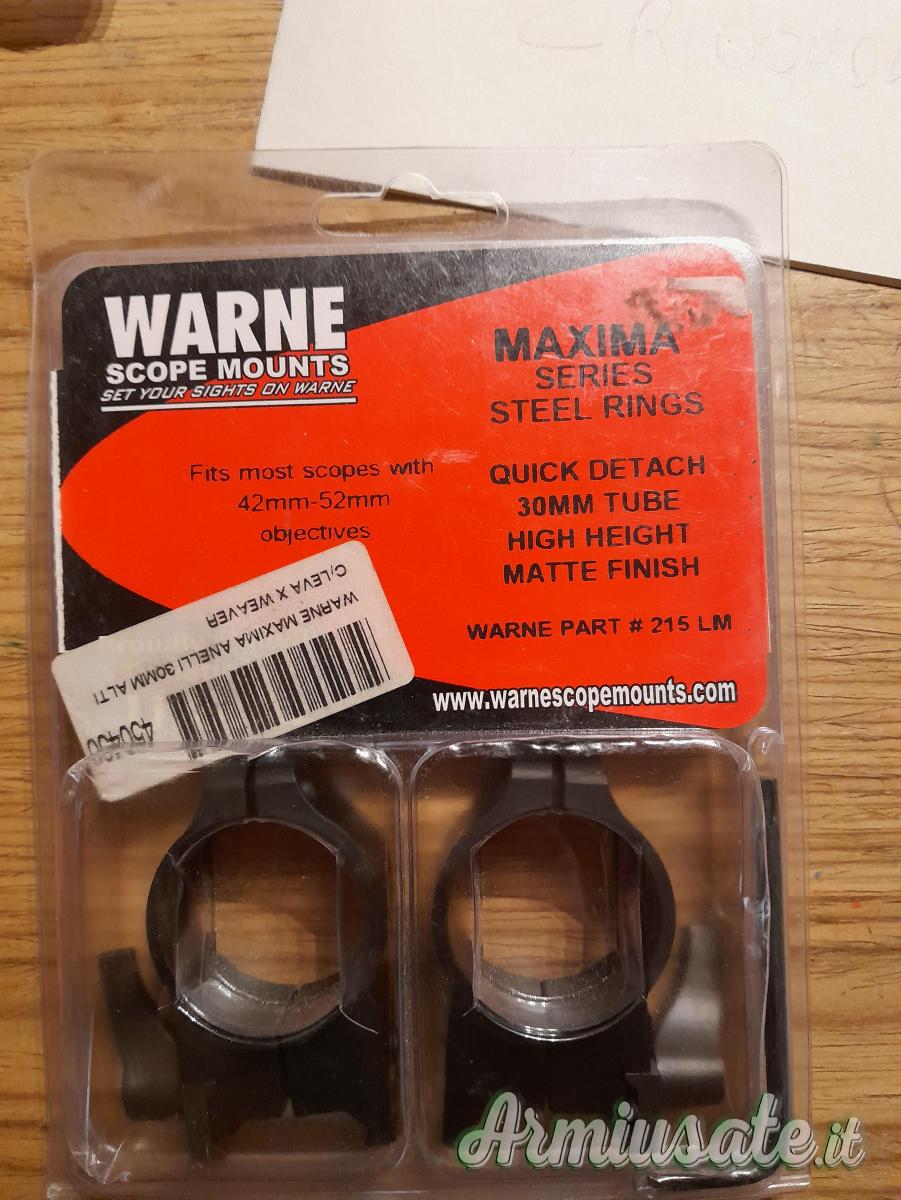 WARNE
SCOPE MOUNTS
SET YOUR SIGHTS ON WARNE
MAXIMA
SERIES
STEEL RINGS
Fits most scopes with
42mm-52mm
objectives
QUICK DETACH
30MM TUBE
HIGH HEIGHT
MATTE FINISH
WARNE PART # 215 LM
www.warnescopemounts.com
WARNE MAXIMA ANELLI 30MM ALTI
C/LEVA X WEAVER
Armiusate.it